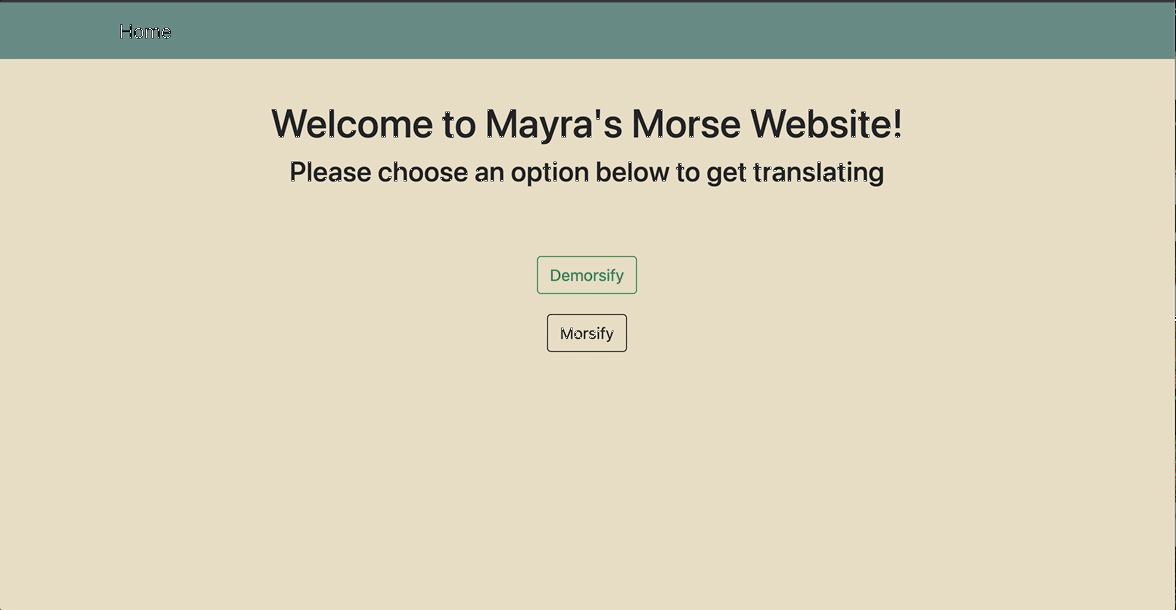 Home
Welcome to Mayra's Morse Website!
Please choose an option below to get translating
Demorsify
Morsify